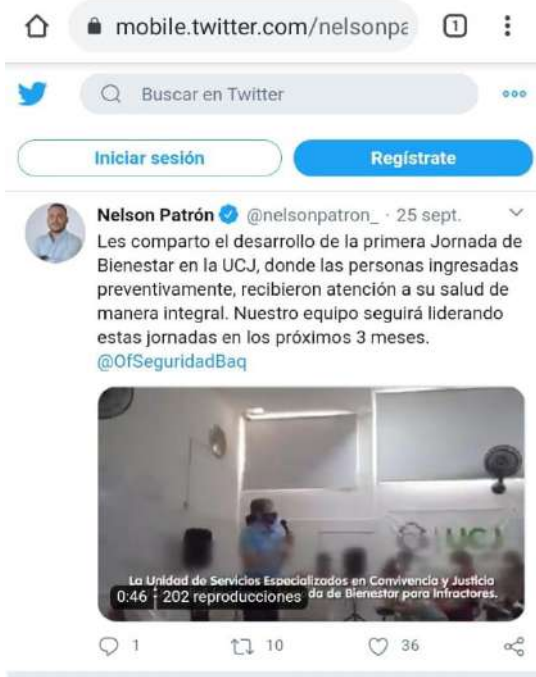 mobile.twitter.com/nelsonpa
1
Buscar en Twitter
Iniciar sesión
Regístrate
Nelson Patrón @nelsonpatron_ · 25 sept.
Les comparto el desarrollo de la primera Jornada de
Bienestar en la UCJ, donde las personas ingresadas
preventivamente, recibieron atención a su salud de
manera integral. Nuestro equipo seguirá liderando
estas jornadas en los próximos 3 meses.
@OfSeguridadBaq
UCJ
La Unidad de Servicios Especializados en Convivencia y Justicia
0:46 · 202 reproducciones
da de Bienestar para Infractores.
1
10
36